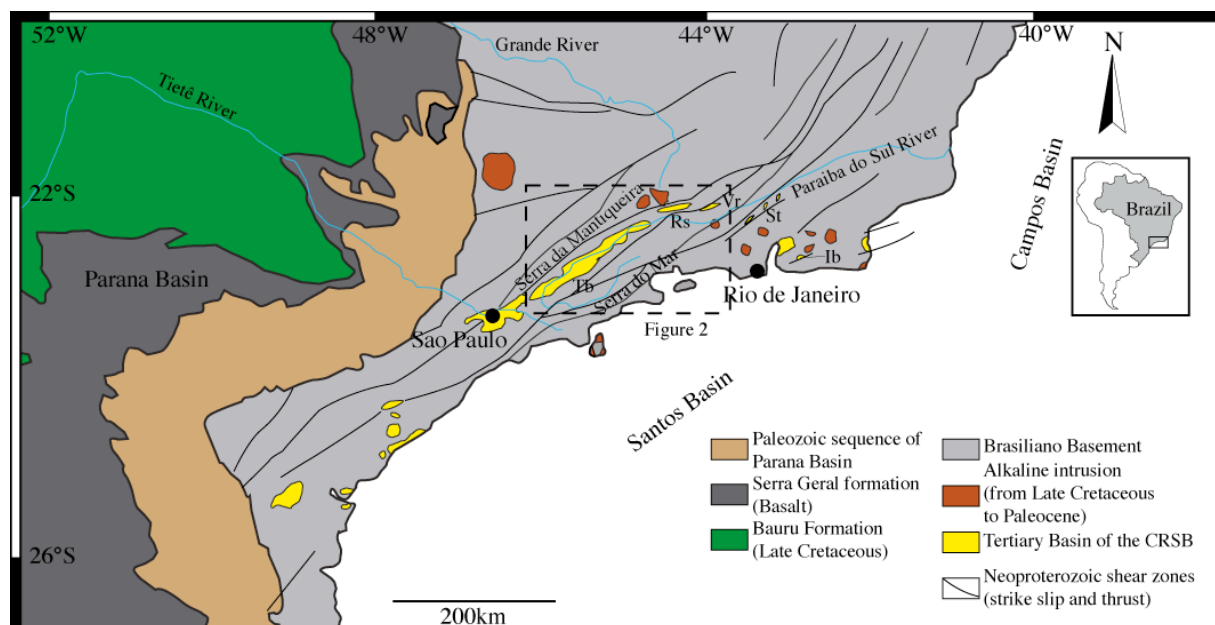 52°W
48°W
44°W
40°W
Grande River
N
Tietê River
Paraiba do Sul River
Campos Basin
22°S
Serra da Mantiqueira
Vr
St
Rs
Brazil
Parana Basin
Ib
Tb
Serra do Mar
Rio de Janeiro
Sao Paulo
Figure 2
Santos Basin
Paleozoic sequence of
Parana Basin
Serra Geral formation
(Basalt)
Bauru Formation
(Late Cretaceous)
Brasiliano Basement
Alkaline intrusion
(from Late Cretaceous
to Paleocene)
Tertiary Basin of the CRSB
Neoproterozoic shear zones
(strike slip and thrust)
26°S
200km